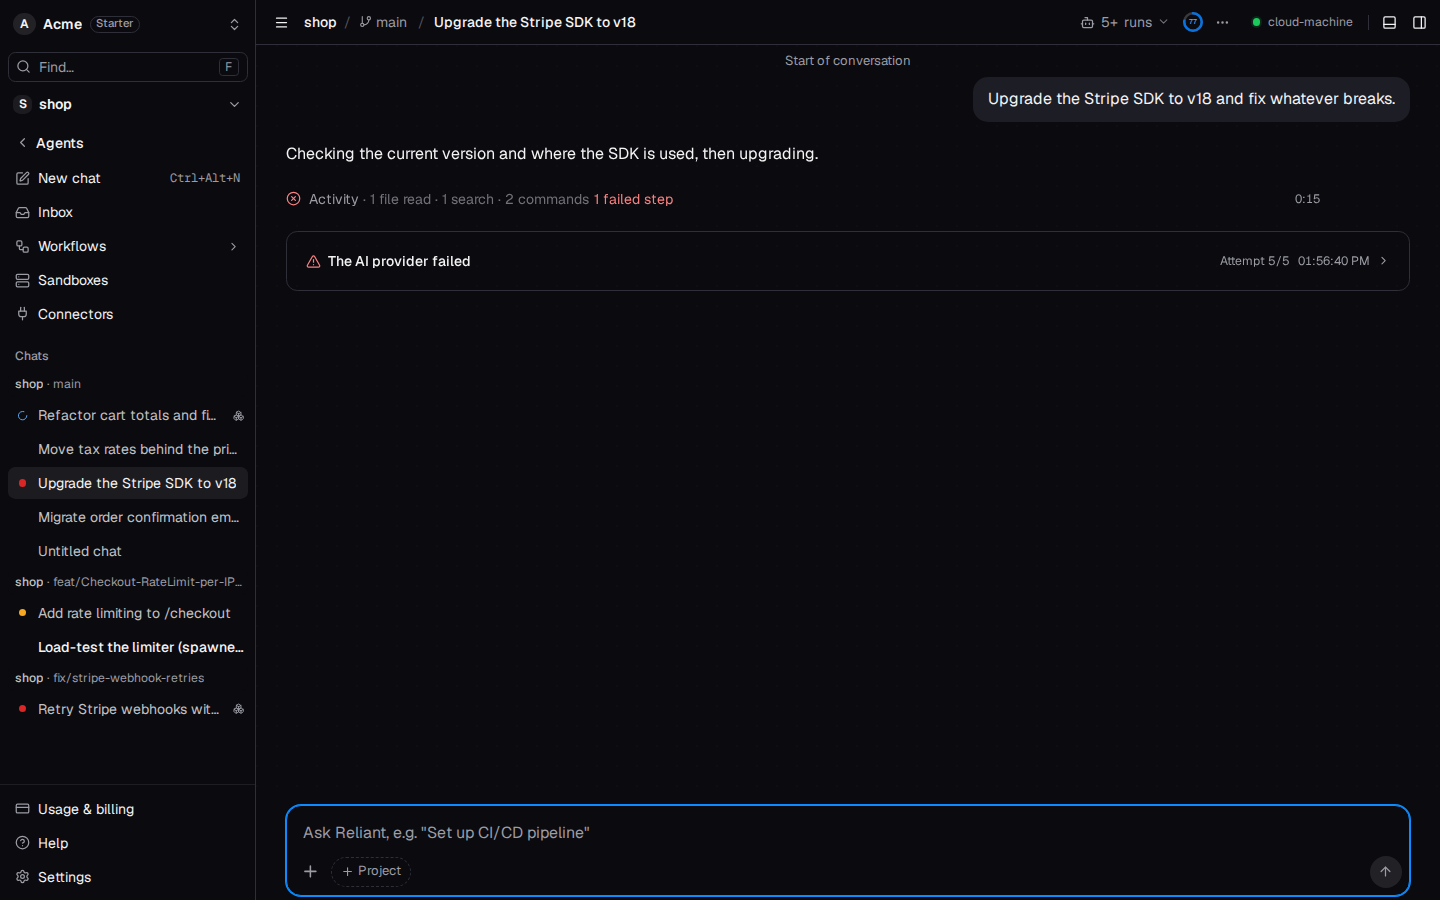 A Acme Starter
Find... F
S shop
Agents
New chat Ctrl+Alt+N
Inbox
Workflows
Sandboxes
Connectors
Chats
shop · main
Refactor cart totals and fi...
Move tax rates behind the pri...
Upgrade the Stripe SDK to v18
Migrate order confirmation em...
Untitled chat
shop · feat/Checkout-RateLimit-per-IP...
Add rate limiting to /checkout
Load-test the limiter (spawne...
shop · fix/stripe-webhook-retries
Retry Stripe webhooks wit...
Usage & billing
Help
Settings
shop / main / Upgrade the Stripe SDK to v18
5+ runs 77 cloud-machine
Start of conversation
Upgrade the Stripe SDK to v18 and fix whatever breaks.
Checking the current version and where the SDK is used, then upgrading.
Activity · 1 file read · 1 search · 2 commands 1 failed step 0:15
The AI provider failed Attempt 5/5 01:56:40 PM
Ask Reliant, e.g. "Set up CI/CD pipeline"
+ Project